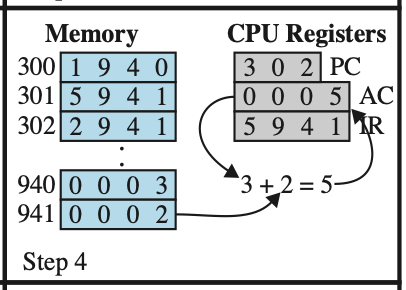 Memory CPU Registers
300 1 9 4 0 3 0 2 PC
301 5 9 4 1 0 0 0 5 AC
302 2 9 4 1 5 9 4 1 IR
940 0 0 0 3 3 + 2 = 5
941 0 0 0 2
Step 4